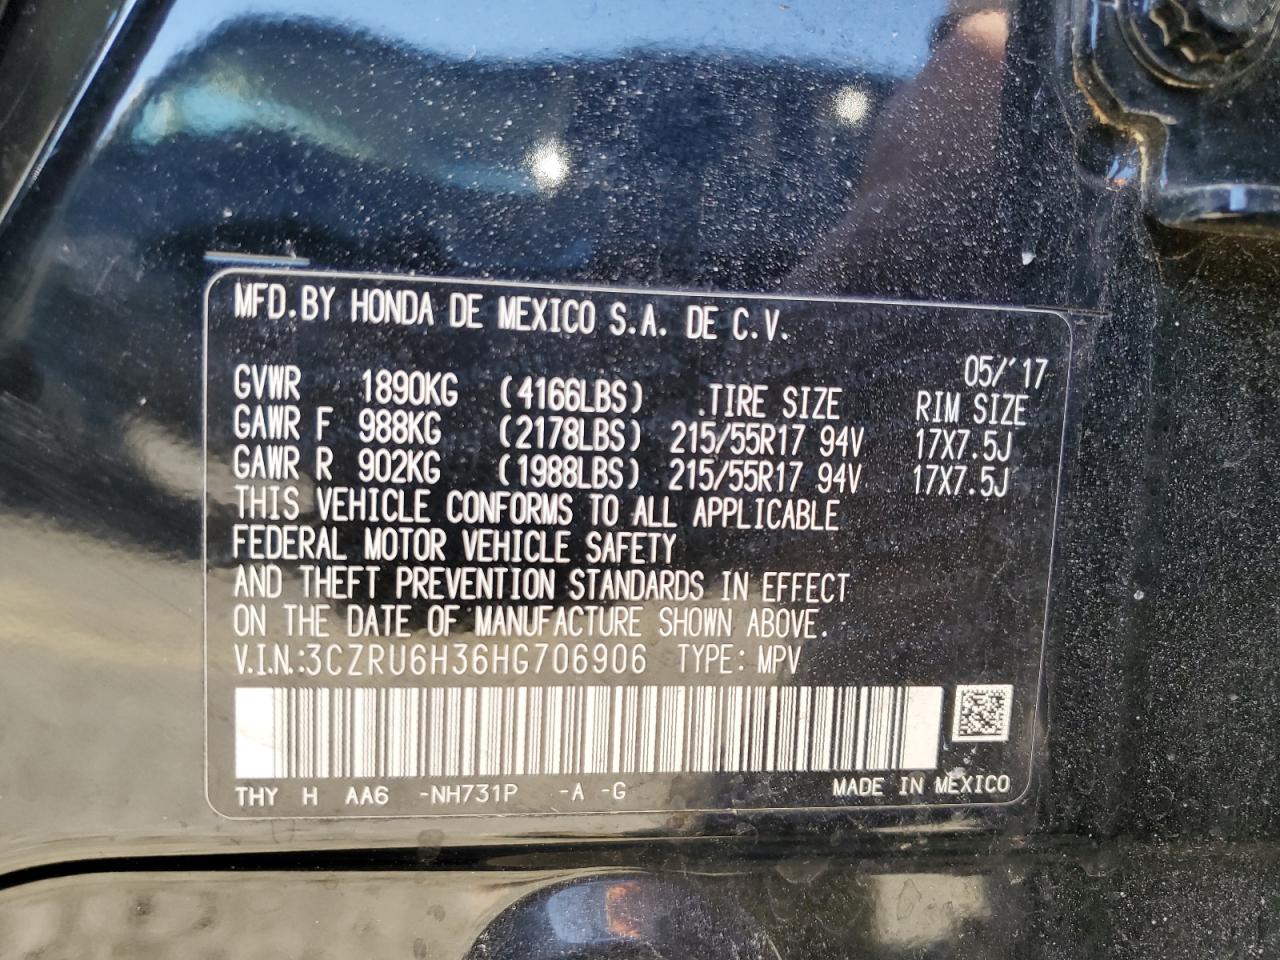 MFD. BY HONDA DE MEXICO S.A. DE C.V.
05/'17
GVWR 1890KG (4166LBS) .TIRE SIZE RIM SIZE
GAWR F 988KG (2178LBS) 215/55R17 94V 17X7.5J
GAWR R 902KG (1988LBS) 215/55R17 94V 17X7.5J
THIS VEHICLE CONFORMS TO ALL APPLICABLE
FEDERAL MOTOR VEHICLE SAFETY
AND THEFT PREVENTION STANDARDS IN EFFECT
ON THE DATE OF MANUFACTURE SHOWN ABOVE.
V.I.N.:3CZRU6H36HG706906 TYPE: MPV
THY H AA6 -NH731P -A -G MADE IN MEXICO